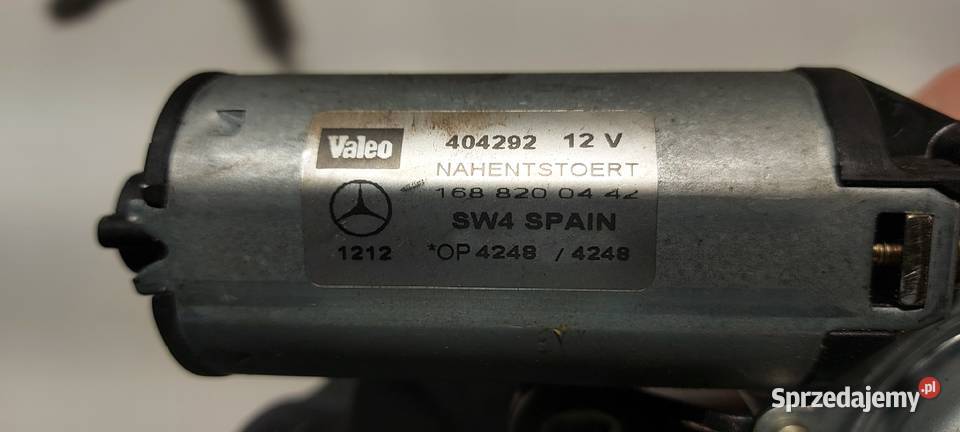 Valeo 404292 12 V
NAHENTSTOERT
168 820 04 42
SW4 SPAIN
1212 *OP 4248 / 4248
Sprzedajemy.pl